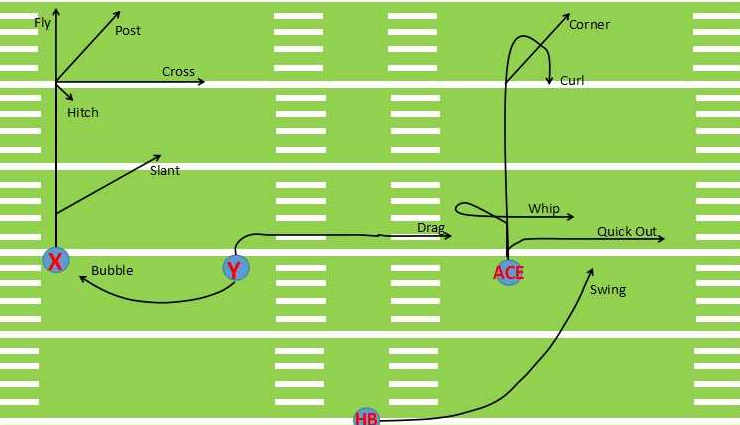 Fly
Post
Corner
Cross
Curl
Hitch
Slant
Whip
Drag
Quick Out
X
Y
ACE
Bubble
Swing
HB